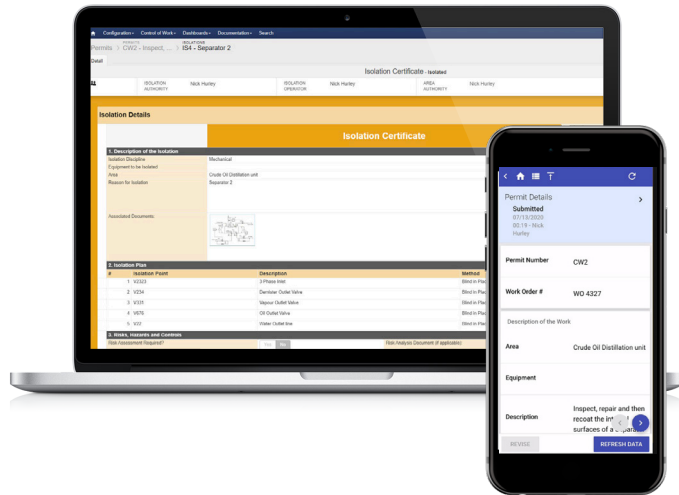 Configuration Control of Work Dashboards Documentation Search
PERMITS ISOLATIONS
Permits CW2 - Inspect, ... IS4 - Separator 2
Detail
Isolation Certificate - Isolated
ISOLATION AUTHORITY Nick Hurley ISOLATION OPERATOR Nick Hurley AREA AUTHORITY Nick Hurley
Isolation Details
Isolation Certificate
1. Description of the Isolation
Isolation Discipline Mechanical
Equipment to be Isolated
Area Crude Oil Distillation unit
Reason for Isolation Separator 2
Associated Documents
2. Isolation Plan
# Isolation Point Description Method
1 V2323 3 Phase Inlet Blind in Plac
2 V234 Demister Outlet Valve Blind in Plac
3 V331 Vapour Outlet Valve Blind in Plac
4 V676 Oil Outlet Valve Blind in Plac
5 V22 Water Outlet line Blind in Plac
3. Risks, Hazards and Controls
Risk Assessment Required? Yes No Risk Analysis Document (if applicable)
Permit Details
Submitted
07/13/2020
00:19 - Nick
Hurley
Permit Number CW2
Work Order # WO 4327
Description of the Work
Area Crude Oil Distillation unit
Equipment
Description Inspect, repair and then
recoat the
surfaces of a
REVISE REFRESH DATA